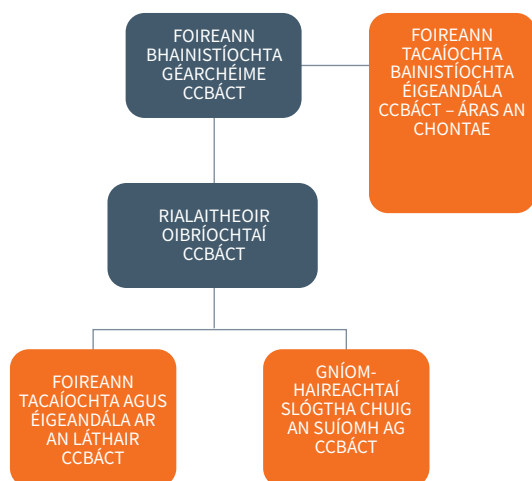 FOIREANN
BHAINISTÍOCHTA
GÉARCHÉIME
CCBÁCT
FOIREANN
TACAÍOCHTA
BAINISTÍOCHTA
ÉIGEANDÁLA
CCBÁCT – ÁRAS AN
CHONTAE
RIALAITHEOIR
OIBRÍOCHTAÍ
CCBÁCT
FOIREANN
TACAÍOCHTA AGUS
ÉIGEANDÁLA AR
AN LÁTHAIR
CCBÁCT
GNÍOM-
HAIREACHTAÍ
SLÓGTHA CHUIG
AN SUÍOMH AG
CCBÁCT